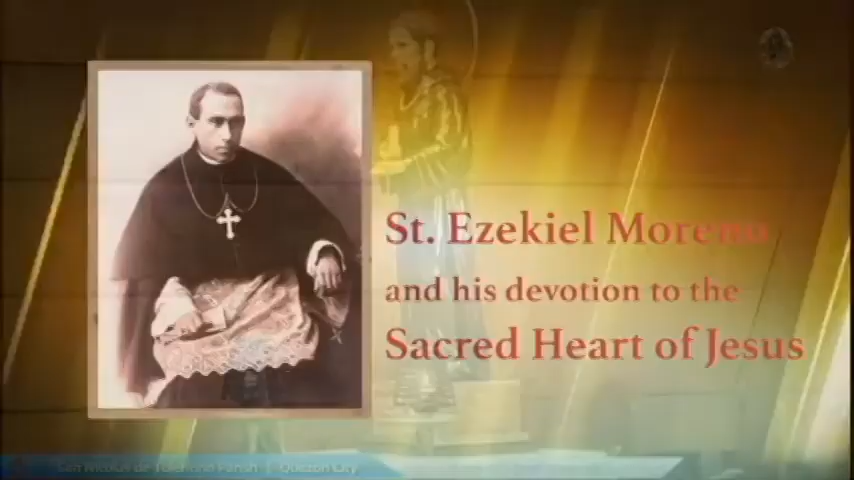 St. Ezekiel Moreno
and his devotion to the
Sacred Heart of Jesus
San Nicolas de Tolentino Parish | Quezon City